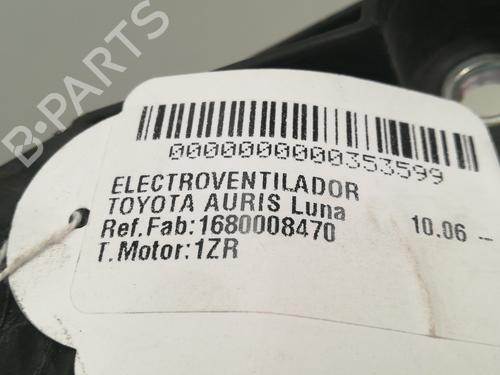 B-PARTS
0000000000353599
ELECTROVENTILADOR
TOYOTA AURIS Luna 10.06 --
Ref.Fab:1680008470
T.Motor:1ZR